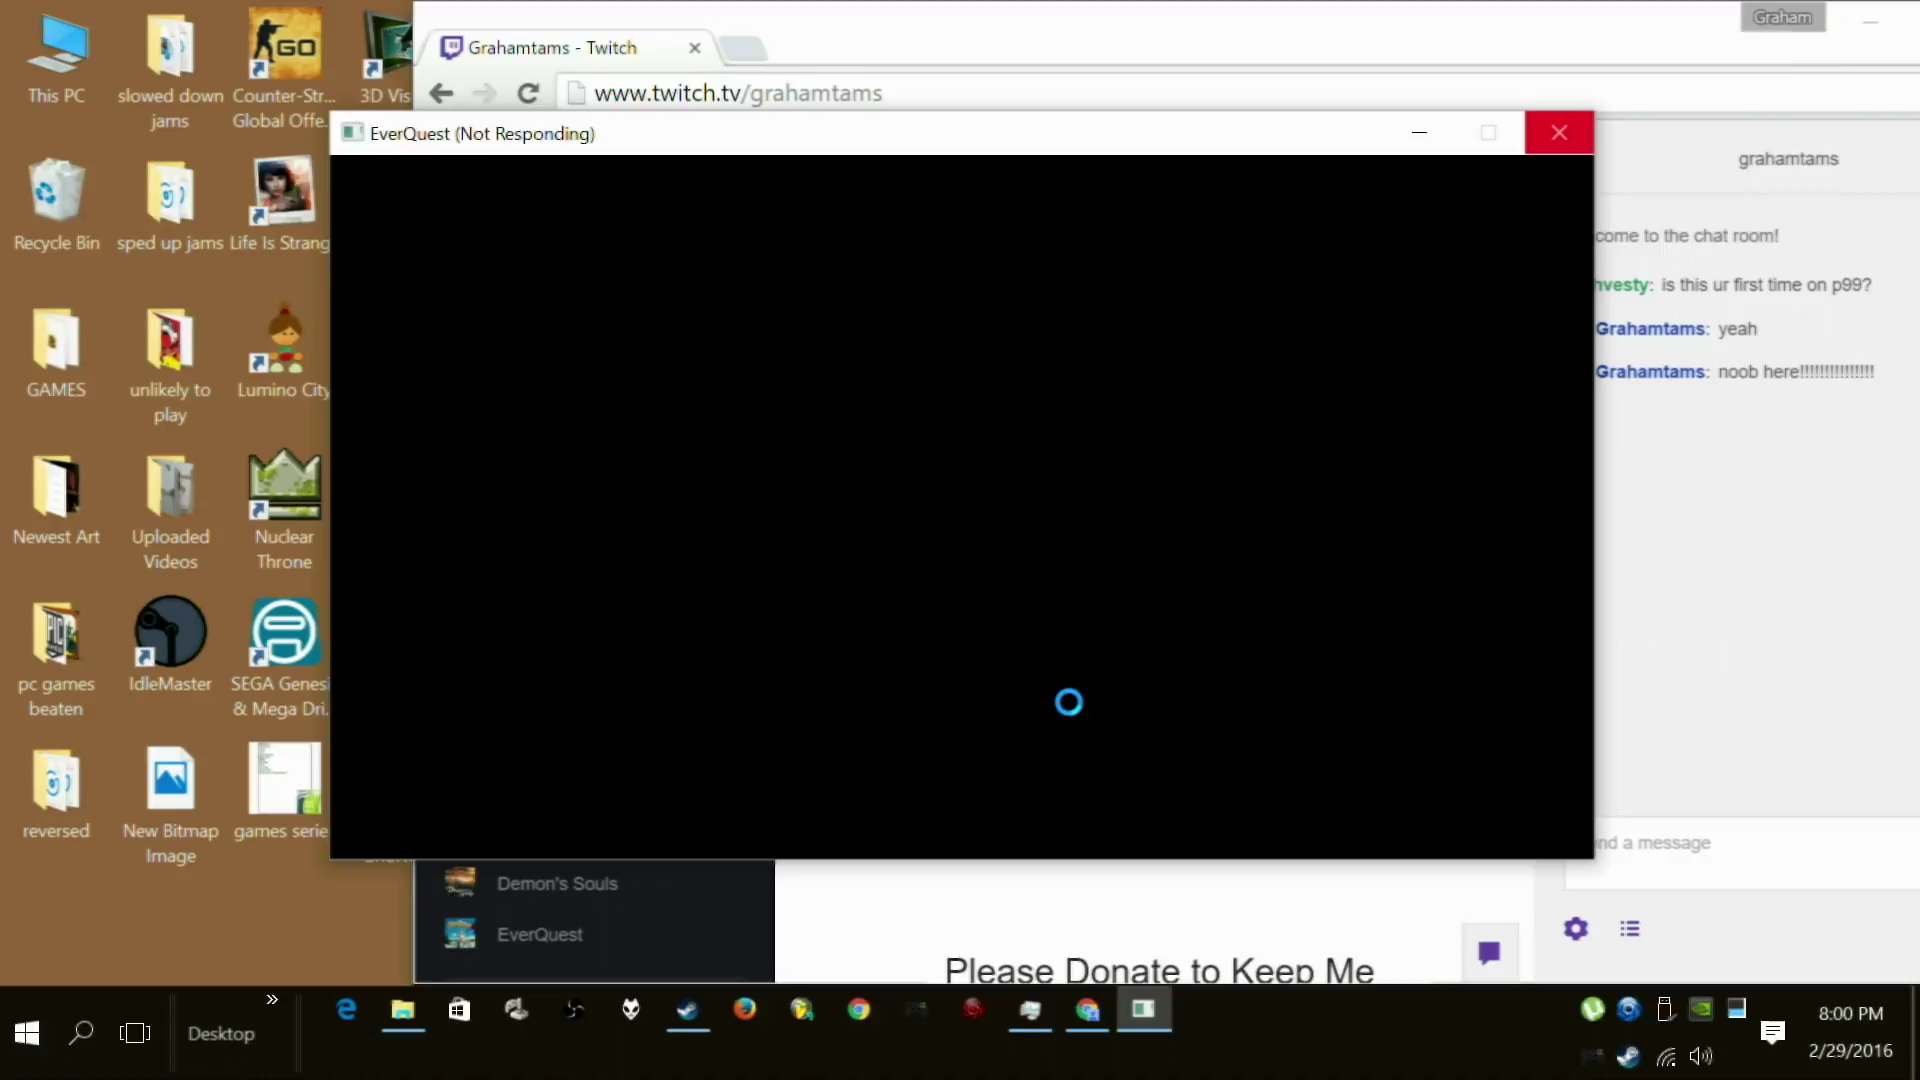 This PC
slowed down
jams
Counter-Str...
Global Offe..
3D Vis
Recycle Bin
sped up jams
Life Is Strang
GAMES
unlikely to
play
Lumino City
Newest Art
Uploaded
Videos
Nuclear
Throne
pc games
beaten
IdleMaster
SEGA Genesi
& Mega Dri..
reversed
New Bitmap
Image
games serie
GO
Graham
Grahamtams - Twitch
www.twitch.tv/grahamtams
EverQuest (Not Responding)
grahamtams
come to the chat room!
nvesty: is this ur first time on p99?
Grahamtams: yeah
Grahamtams: noob here!!!!!!!!!!!!!!!
nd a message
Demon's Souls
EverQuest
Please Donate to Keep Me
Desktop
8:00 PM
2/29/2016